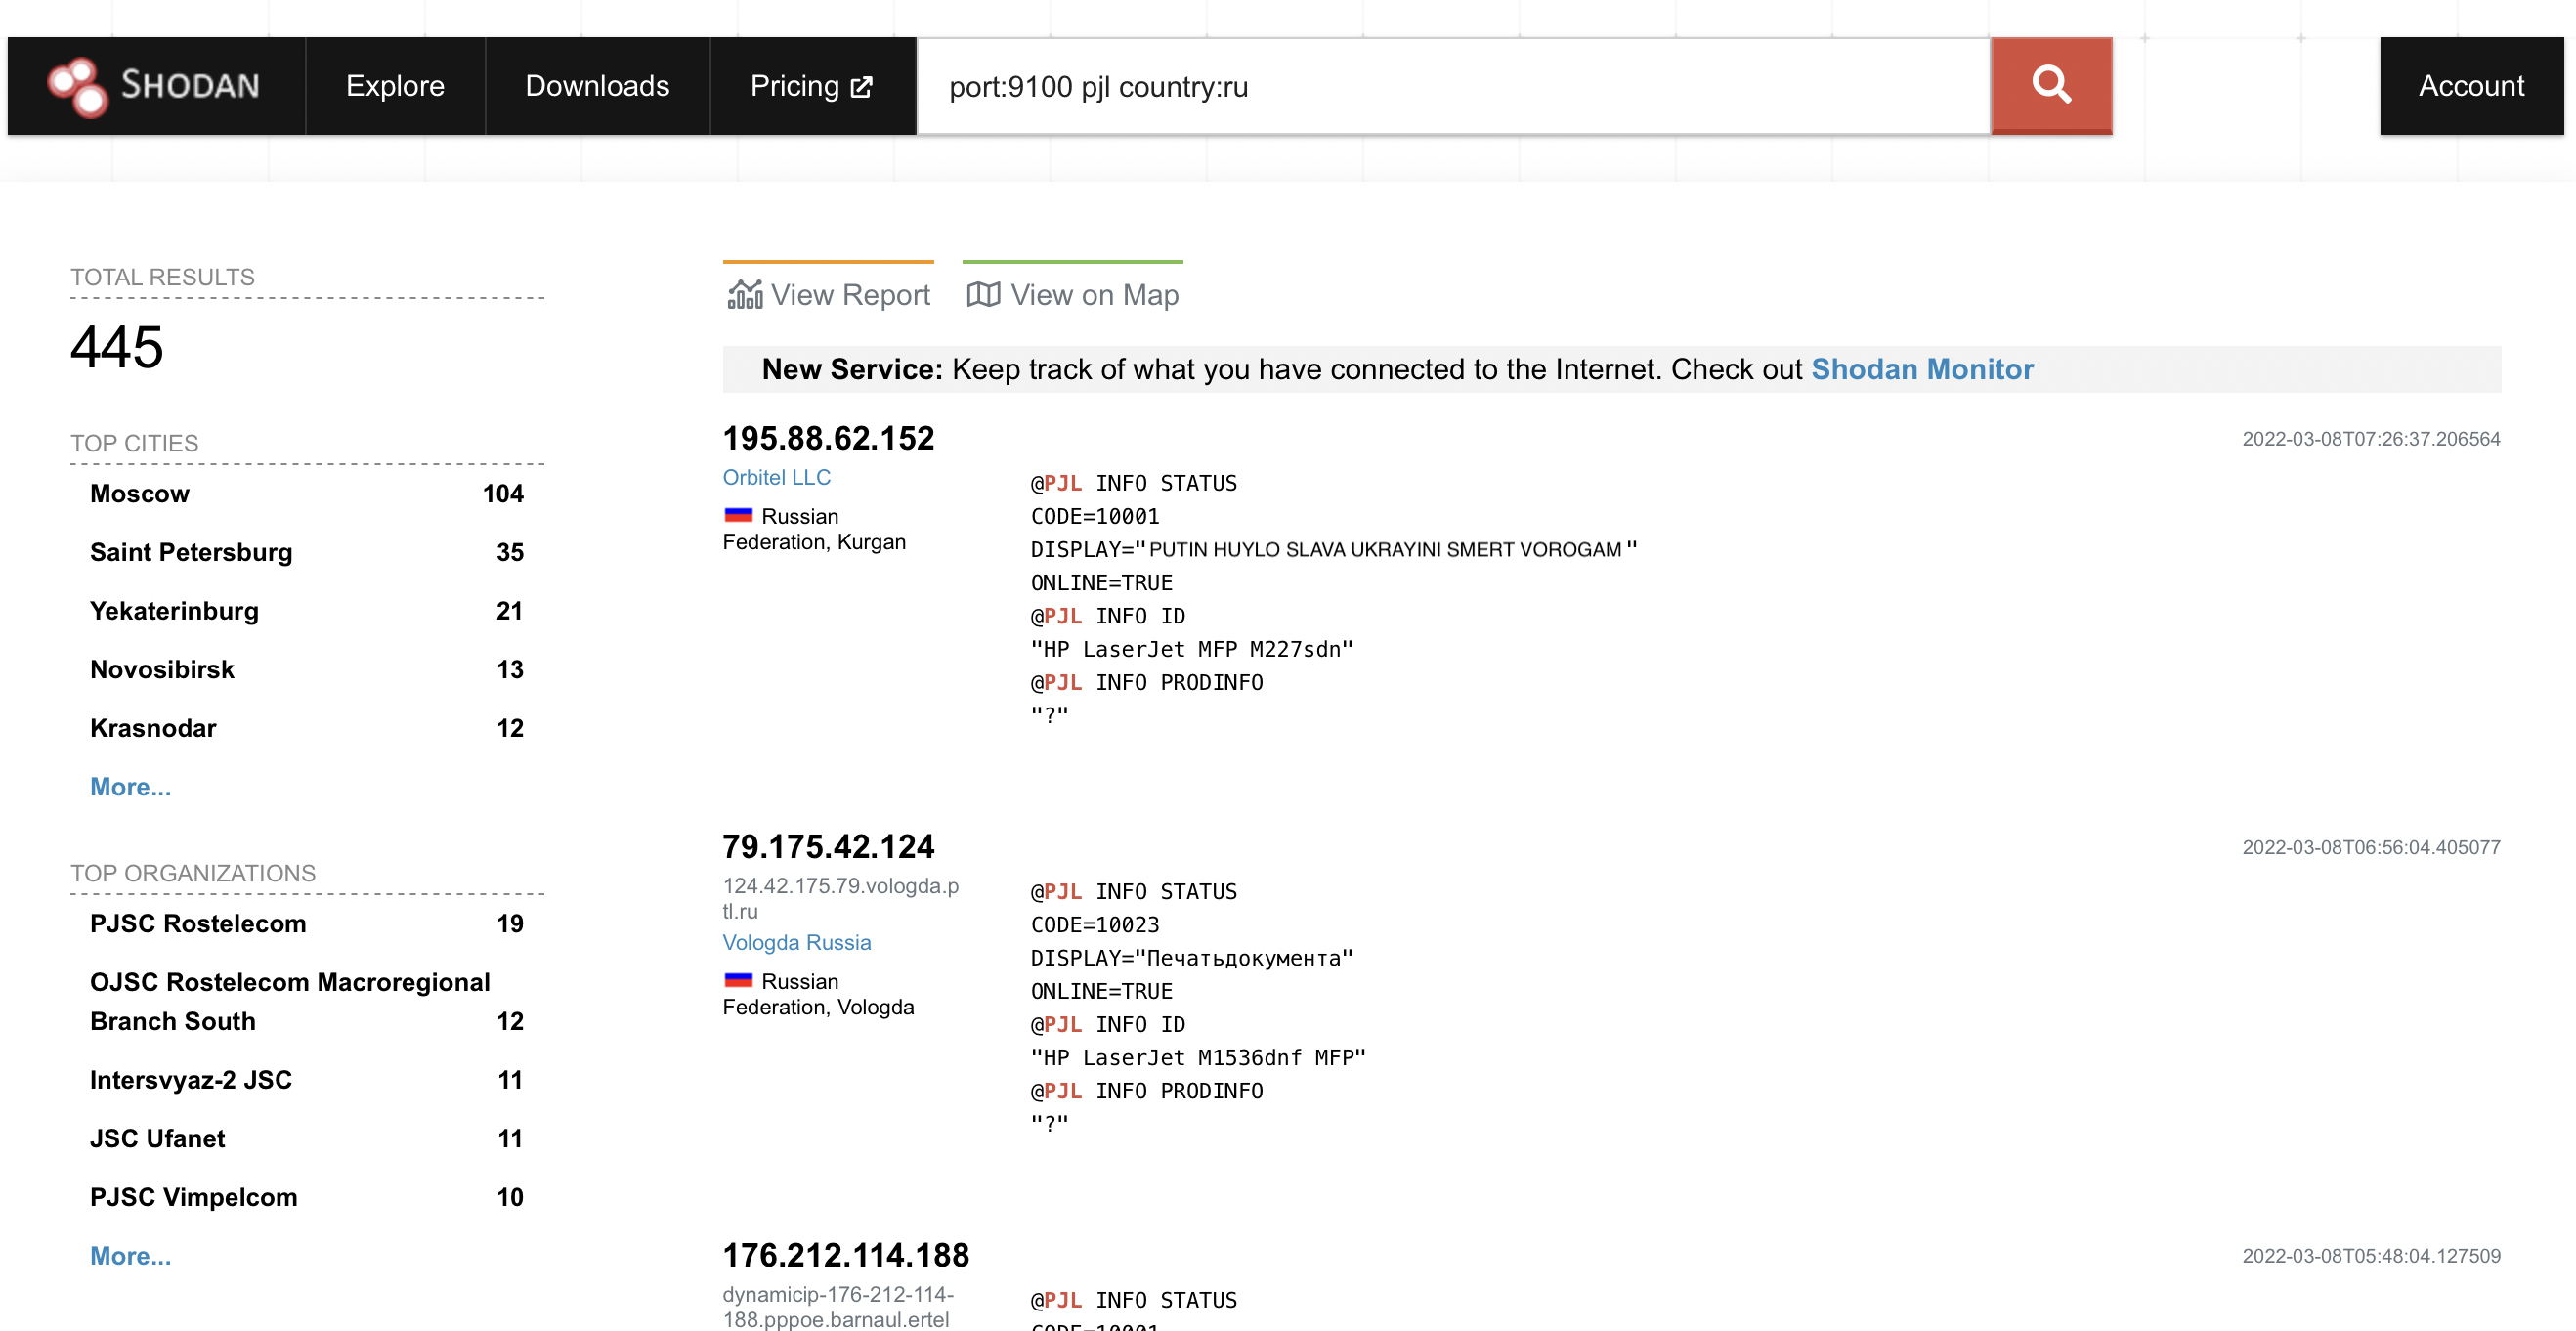 SHODAN
Explore
Downloads
Pricing
port:9100 pjl country:ru
Account
TOTAL RESULTS
445
TOP CITIES
Moscow 104
Saint Petersburg 35
Yekaterinburg 21
Novosibirsk 13
Krasnodar 12
More...
TOP ORGANIZATIONS
PJSC Rostelecom 19
OJSC Rostelecom Macroregional
Branch South 12
Intersvyaz-2 JSC 11
JSC Ufanet 11
PJSC Vimpelcom 10
More...
View Report
View on Map
New Service: Keep track of what you have connected to the Internet. Check out Shodan Monitor
195.88.62.152
2022-03-08T07:26:37.206564
Orbitel LLC
Russian
Federation, Kurgan
@PJL INFO STATUS
CODE=10001
DISPLAY="PUTIN HUYLO SLAVA UKRAYINI SMERT VOROGAM"
ONLINE=TRUE
@PJL INFO ID
"HP LaserJet MFP M227sdn"
@PJL INFO PRODINFO
"?"
79.175.42.124
2022-03-08T06:56:04.405077
124.42.175.79.vologda.p
tl.ru
Vologda Russia
Russian
Federation, Vologda
@PJL INFO STATUS
CODE=10023
DISPLAY="Печатьдокумента"
ONLINE=TRUE
@PJL INFO ID
"HP LaserJet M1536dnf MFP"
@PJL INFO PRODINFO
"?"
176.212.114.188
2022-03-08T05:48:04.127509
dynamicip-176-212-114-
188.pppoe.barnaul.ertel
@PJL INFO STATUS
CODE=10001